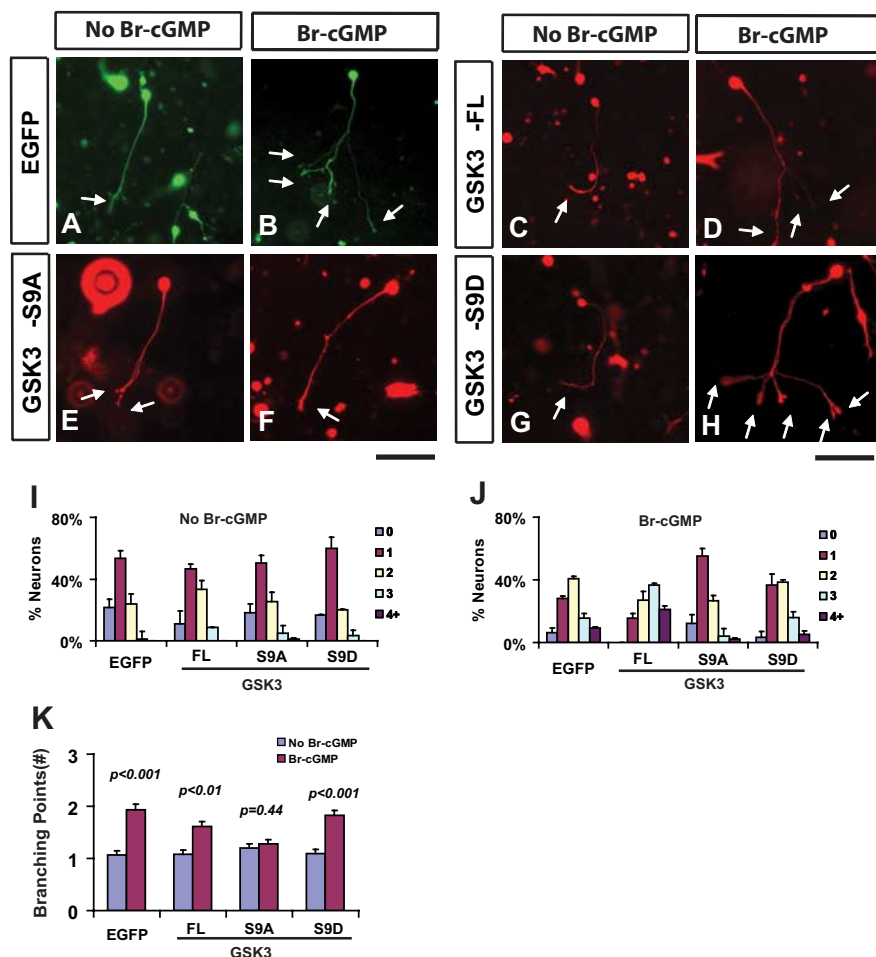 No Br-cGMP
Br-cGMP
No Br-cGMP
Br-cGMP
EGFP
A
B
GSK3 -FL
C
D
GSK3 -S9A
E
F
GSK3 -S9D
G
H
I
No Br-cGMP
% Neurons
80%
40%
0%
0
1
2
3
4+
EGFP
FL
S9A
S9D
GSK3
J
Br-cGMP
% Neurons
80%
40%
0%
0
1
2
3
4+
EGFP
FL
S9A
S9D
GSK3
K
No Br-cGMP
Br-cGMP
Branching Points(#)
3
2
1
0
p<0.001
p<0.01
p=0.44
p<0.001
EGFP
FL
S9A
S9D
GSK3